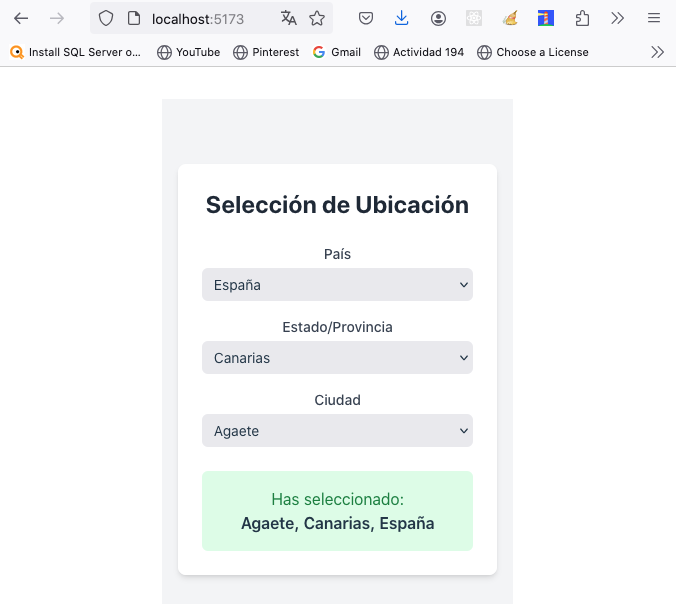 localhost:5173
Install SQL Server o... YouTube Pinterest Gmail Actividad 194 Choose a License
Selección de Ubicación
País
España
Estado/Provincia
Canarias
Ciudad
Agaete
Has seleccionado:
Agaete, Canarias, España